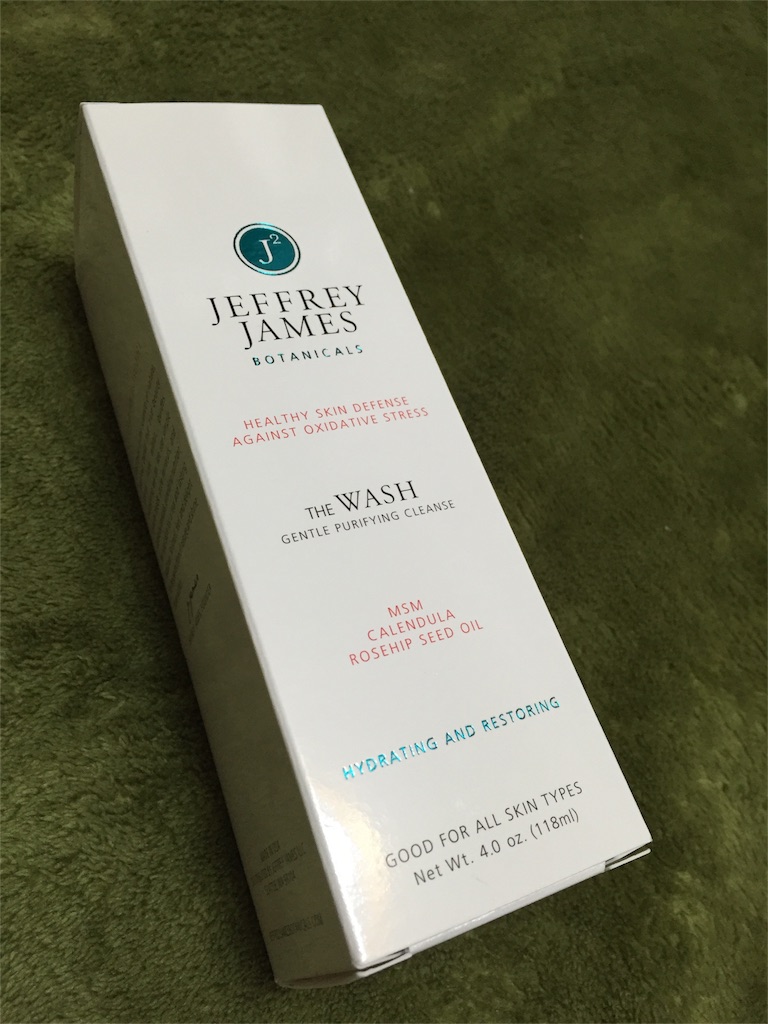 J2
JEFFREY
JAMES
BOTANICALS
HEALTHY SKIN DEFENSE
AGAINST OXIDATIVE STRESS
THE WASH
GENTLE PURIFYING CLEANSE
MSM
CALENDULA
ROSEHIP SEED OIL
HYDRATING AND RESTORING
GOOD FOR ALL SKIN TYPES
Net Wt. 4.0 oz. (118ml)